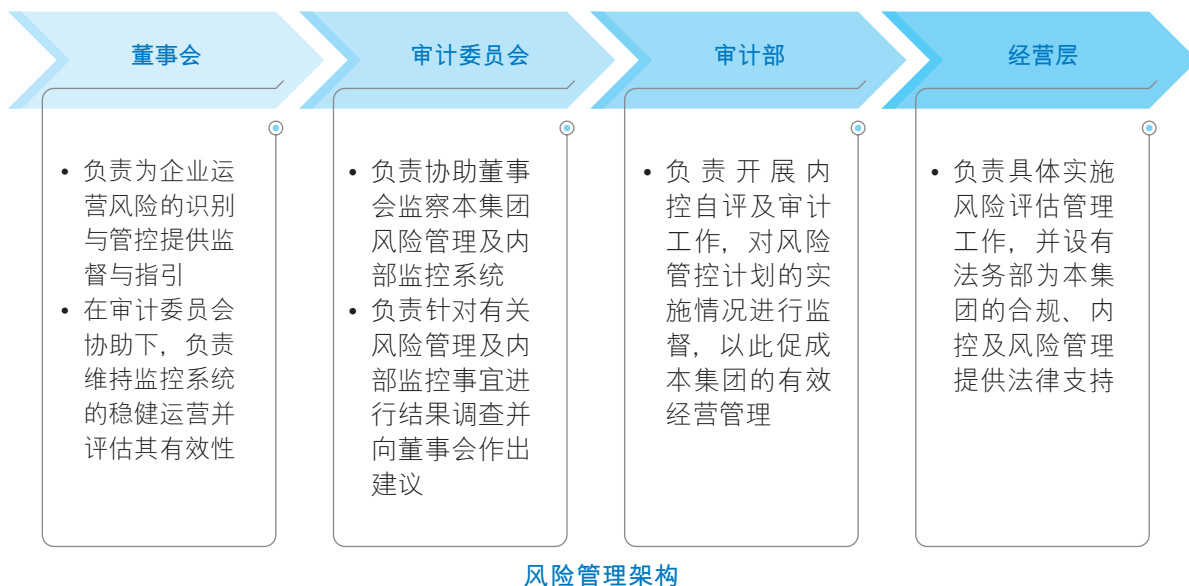 董事会
• 负责为企业运
营风险的识别
与管控提供监
督与指引
• 在审计委员会
协助下，负责
维持监控系统
的稳健运营并
评估其有效性
审计委员会
• 负责协助董事
会监察本集团
风险管理及内
部监控系统
• 负责针对有关
风险管理及内
部监控事宜进
行结果调查并
向董事会作出
建议
审计部
• 负责开展内
控自评及审计
工作，对风险
管控计划的实
施情况进行监
督，以此促成
本集团的有效
经营管理
经营层
• 负责具体实施
风险评估管理
工作，并设有
法务部为本集
团的合规、内
控及风险管理
提供法律支持
风险管理架构